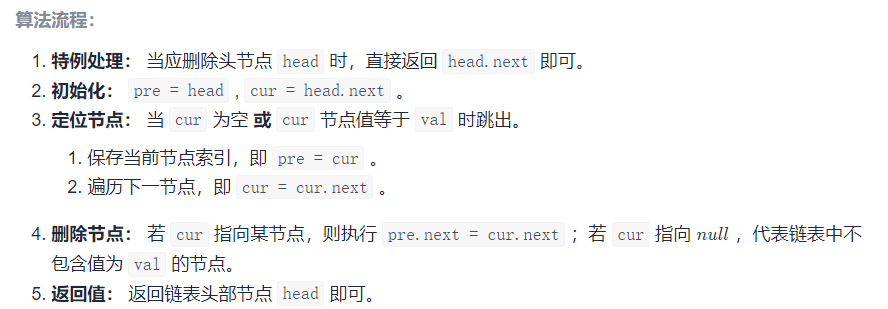 算法流程：
1. 特例处理： 当应删除头节点 head 时，直接返回 head.next 即可。
2. 初始化： pre = head , cur = head.next 。
3. 定位节点： 当 cur 为空 或 cur 节点值等于 val 时跳出。
1. 保存当前节点索引，即 pre = cur 。
2. 遍历下一节点，即 cur = cur.next 。
4. 删除节点： 若 cur 指向某节点，则执行 pre.next = cur.next ；若 cur 指向 null ，代表链表中不
包含值为 val 的节点。
5. 返回值： 返回链表头部节点 head 即可。